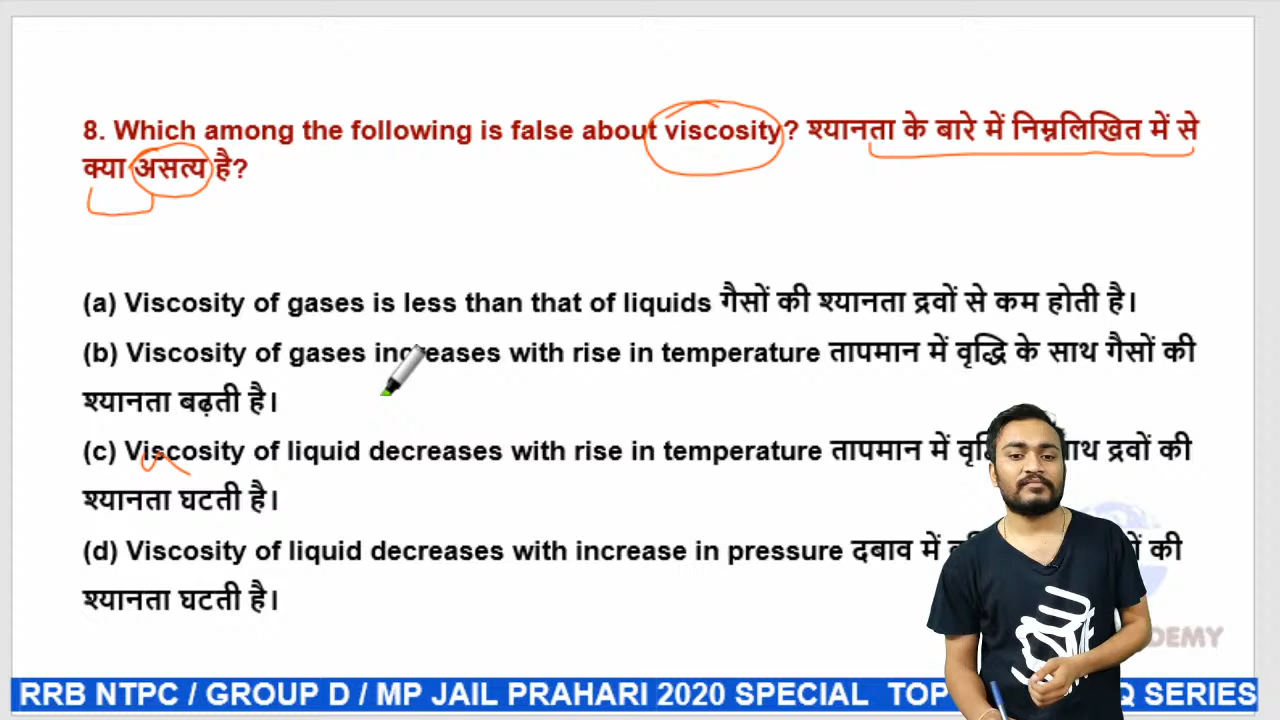 8. Which among the following is false about viscosity? श्यानता के बारे में निम्नलिखित में से
क्या असत्य है?
(a) Viscosity of gases is less than that of liquids गैसों की श्यानता द्रवों से कम होती है।
(b) Viscosity of gases increases with rise in temperature तापमान में वृद्धि के साथ गैसों की
श्यानता बढ़ती है।
(c) Viscosity of liquid decreases with rise in temperature तापमान में साथ द्रवों की
श्यानता घटती है।
(d) Viscosity of liquid decreases with increase in pressure दबाव में की
श्यानता घटती है।
RRB NTPC / GROUP D / MP JAIL PRAHARI 2020 SPECIAL TOP SERIES